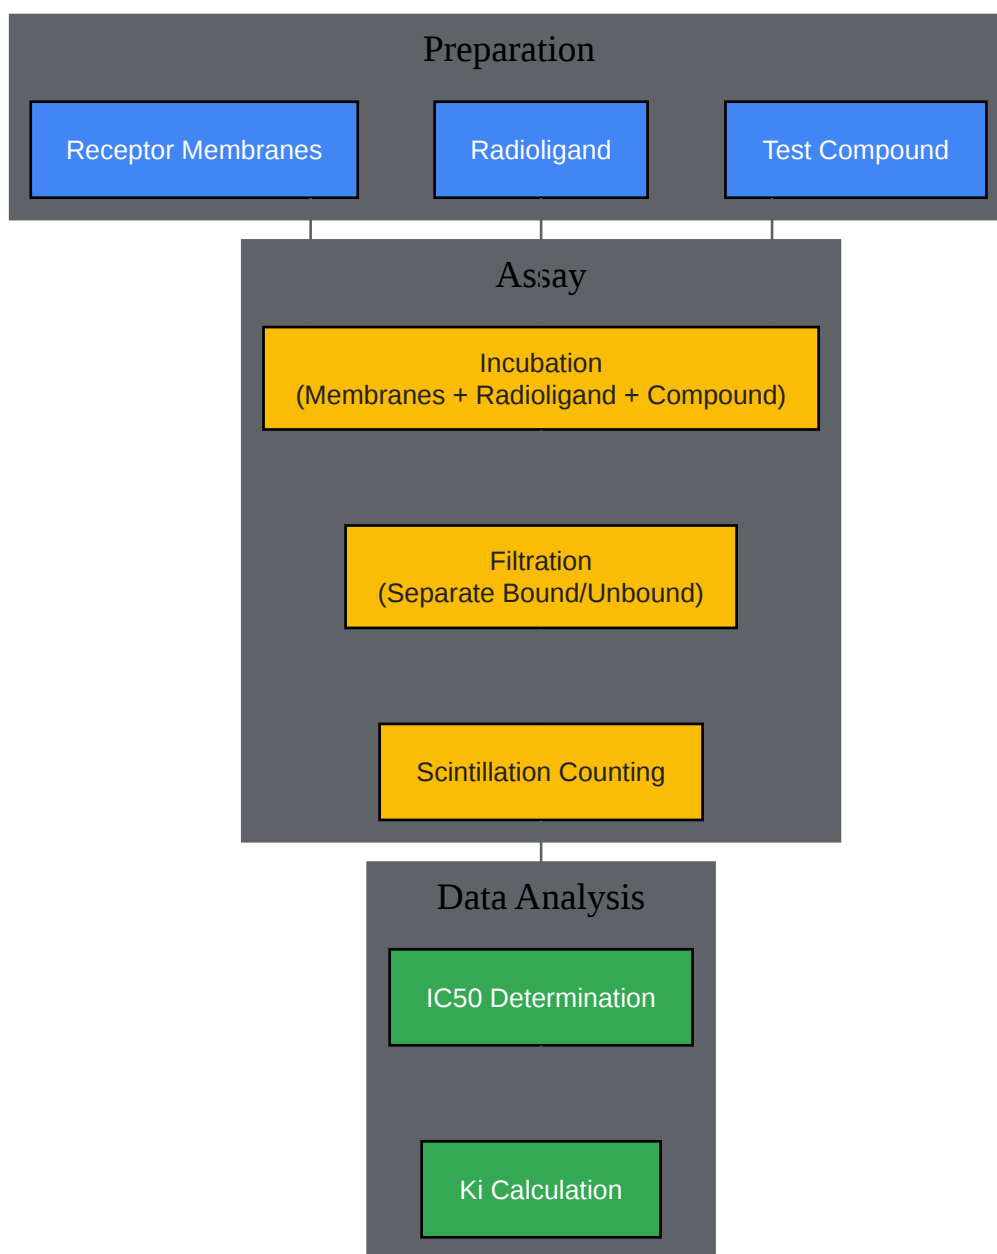 Preparation
Receptor Membranes
Radioligand
Test Compound
Assay
Incubation
(Membranes + Radioligand + Compound)
Filtration
(Separate Bound/Unbound)
Scintillation Counting
Data Analysis
IC50 Determination
Ki Calculation